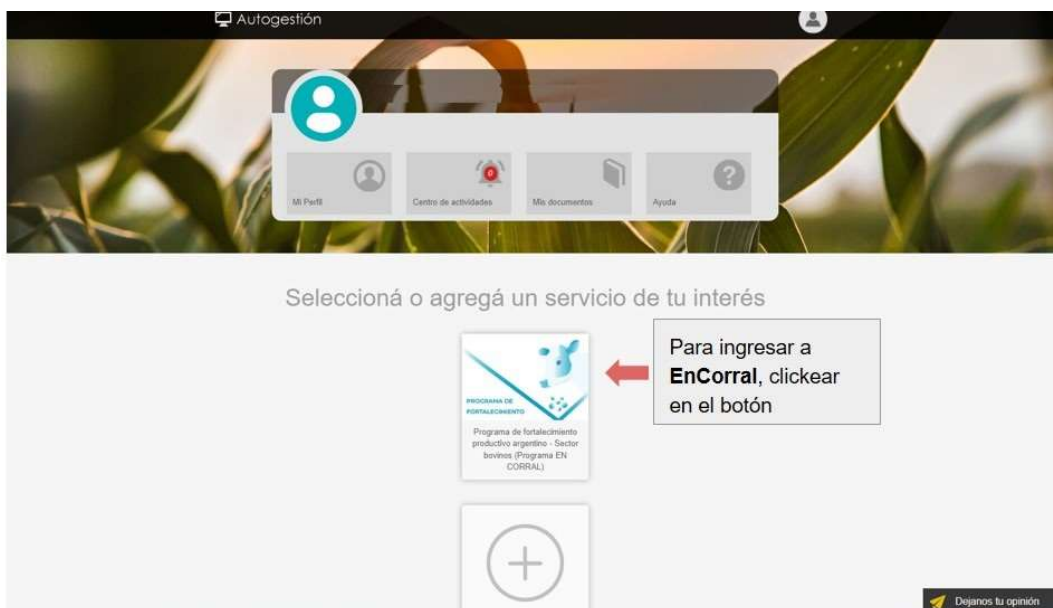 Autogestión
0
Mi Perfil
Centro de actividades
Mis documentos
Ayuda
?
Seleccioná o agregá un servicio de tu interés
PROGRAMA DE
FORTALECIMIENTO
Programa de fortalecimiento
productivo argentino - Sector
bovinos (Programa EN
CORRAL)
Para ingresar a
EnCorral, clickear
en el botón
Dejanos tu opinión